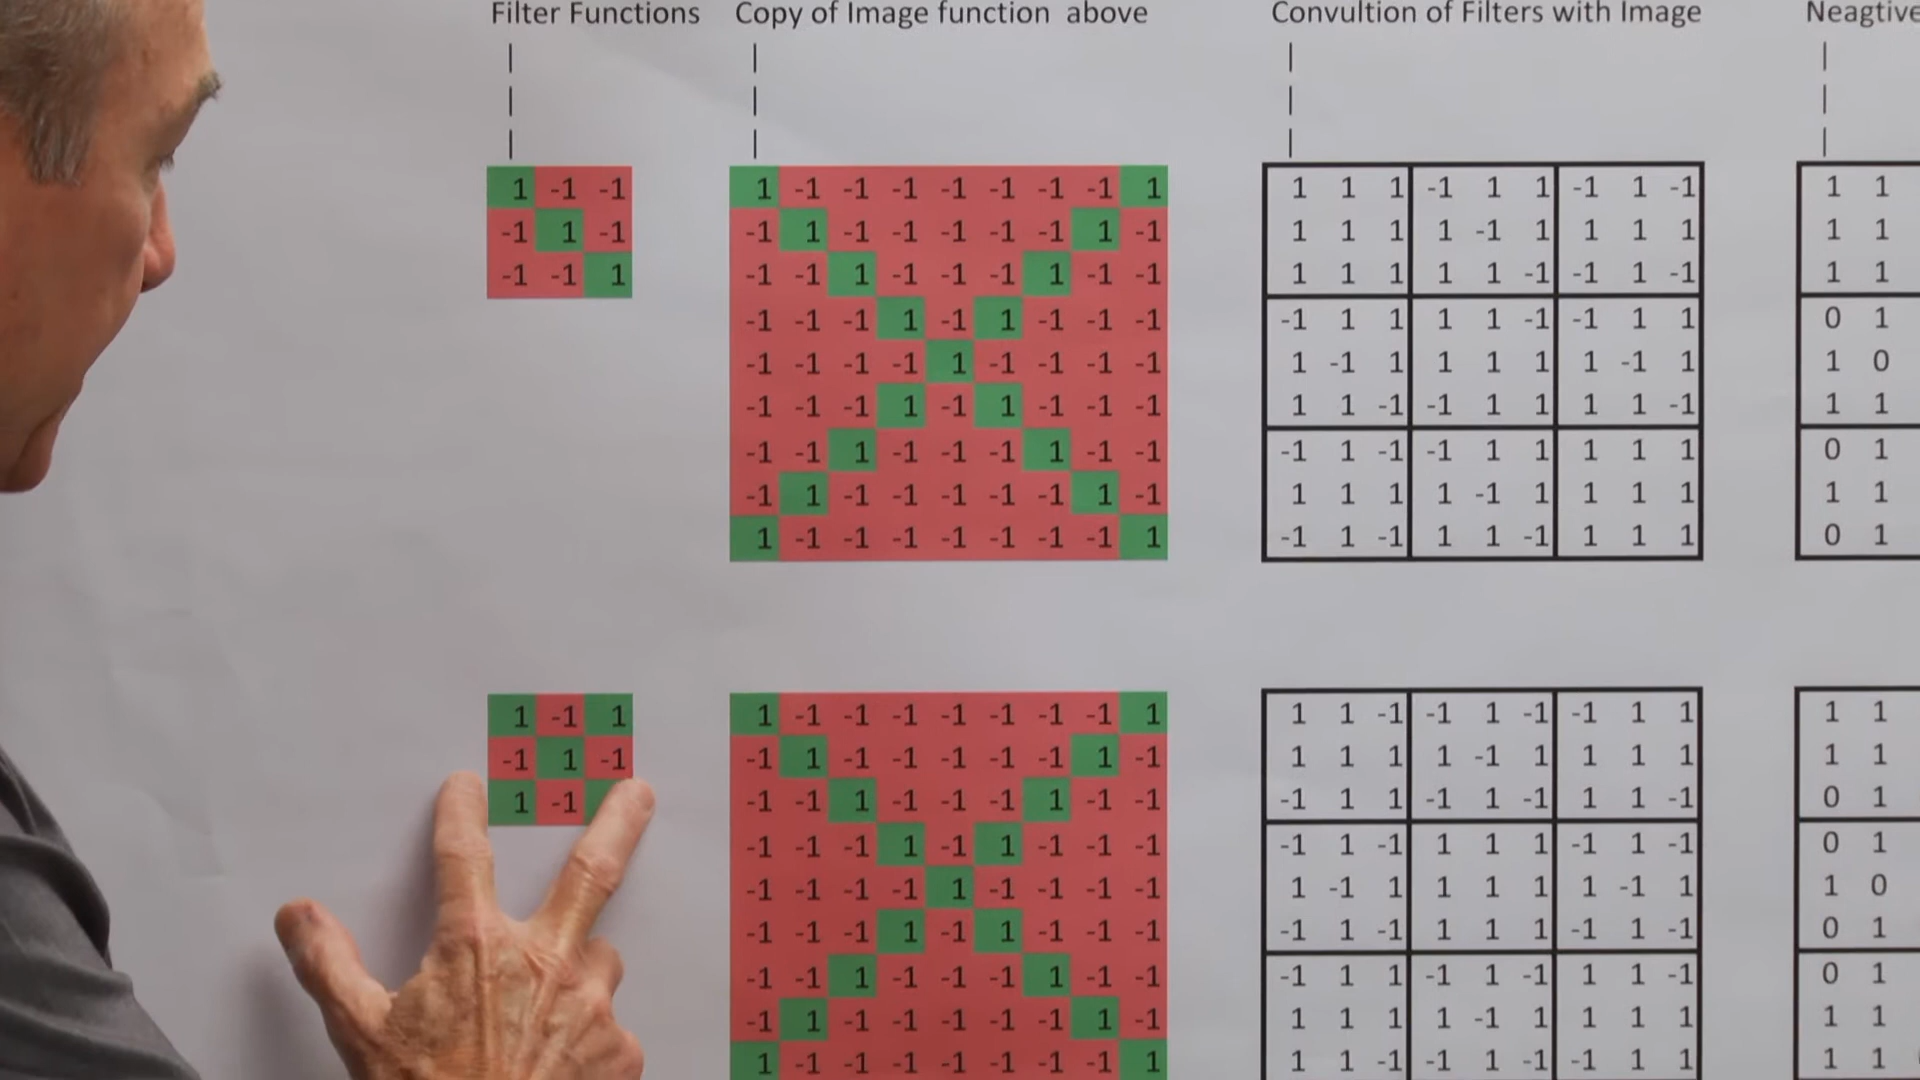 Filter Functions Copy of Image function above Convultion of Filters with Image Neagtive
1 -1 -1 1 -1 -1 -1 -1 -1 -1 -1 1 1 1 1 -1 1 1 -1 1 -1 1 1
-1 1 -1 -1 1 -1 -1 -1 -1 -1 1 -1 1 1 1 1 -1 1 1 1 1 1 1
-1 -1 1 -1 -1 1 -1 -1 -1 1 -1 -1 1 1 1 1 1 -1 -1 1 -1 1 1
-1 -1 -1 1 -1 1 -1 -1 -1 -1 1 1 1 1 -1 -1 1 1 0 1
-1 -1 -1 -1 1 -1 -1 -1 -1 1 -1 1 1 1 1 1 -1 1 1 0
-1 -1 -1 1 -1 1 -1 -1 -1 1 1 -1 -1 1 1 1 1 -1 1 1
-1 -1 1 -1 -1 -1 1 -1 -1 -1 1 -1 -1 1 1 1 1 1 0 1
-1 1 -1 -1 -1 -1 -1 1 -1 1 1 1 1 -1 1 1 1 1 1 1
1 -1 -1 -1 -1 -1 -1 -1 1 -1 1 -1 1 1 -1 1 1 1 0 1
1 -1 1 1 -1 -1 -1 -1 -1 -1 -1 1 1 1 -1 -1 1 -1 -1 1 1 1 1
-1 1 -1 -1 1 -1 -1 -1 -1 -1 1 -1 1 1 1 1 -1 1 1 1 1 1 1
1 -1 -1 -1 1 -1 -1 -1 1 -1 -1 -1 1 1 -1 1 -1 1 1 -1 0 1
-1 -1 -1 1 -1 1 -1 -1 -1 -1 1 -1 1 1 1 -1 1 -1 0 1
-1 -1 -1 -1 1 -1 -1 -1 -1 1 -1 1 1 1 1 1 -1 1 1 0
-1 -1 -1 1 -1 1 -1 -1 -1 -1 1 -1 1 1 1 -1 1 -1 0 1
-1 -1 1 -1 -1 -1 1 -1 -1 -1 1 1 -1 1 -1 1 1 -1 0 1
-1 1 -1 -1 -1 -1 -1 1 -1 1 1 1 1 -1 1 1 1 1 1 1
1 -1 -1 -1 -1 -1 -1 -1 1 1 1 -1 -1 1 -1 -1 1 1 1 1